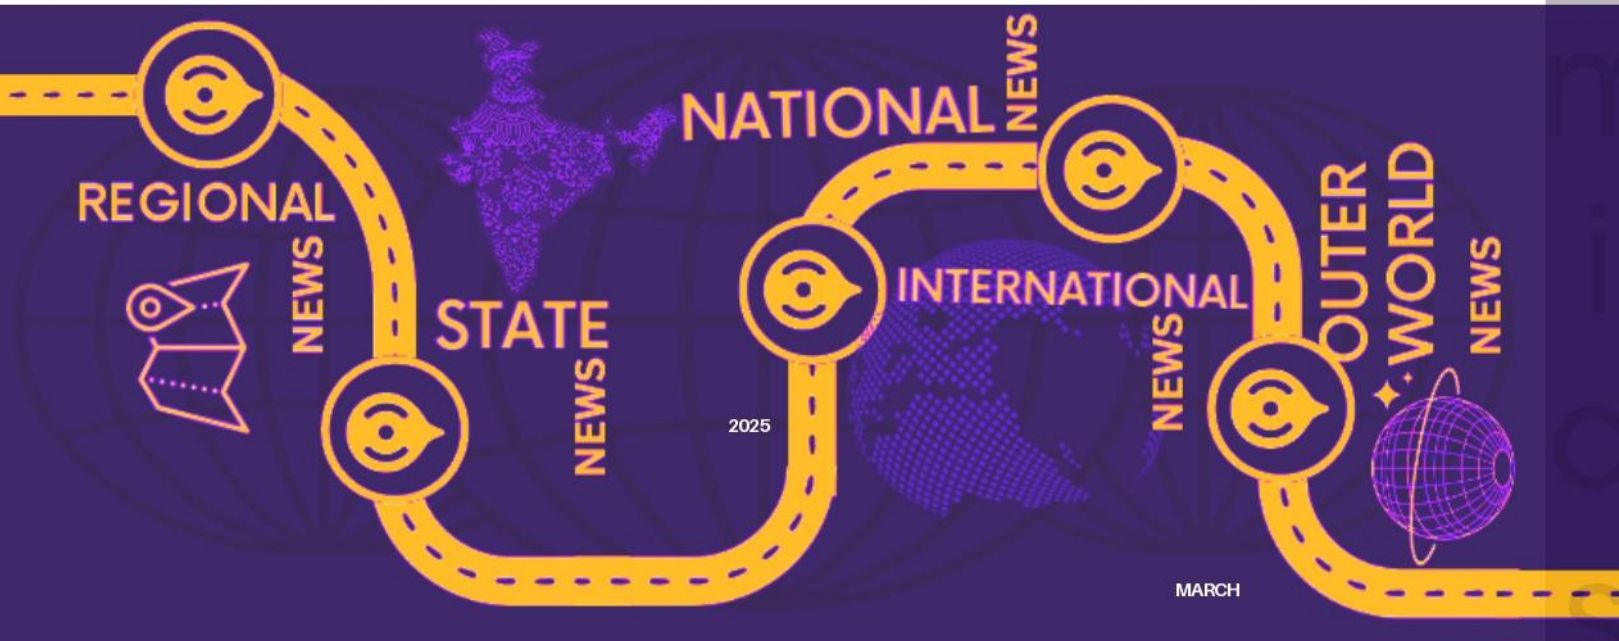 REGIONAL
NEWS
STATE
NEWS
2025
NATIONAL
NEWS
INTERNATIONAL
NEWS
MARCH
OUTER
WORLD
NEWS